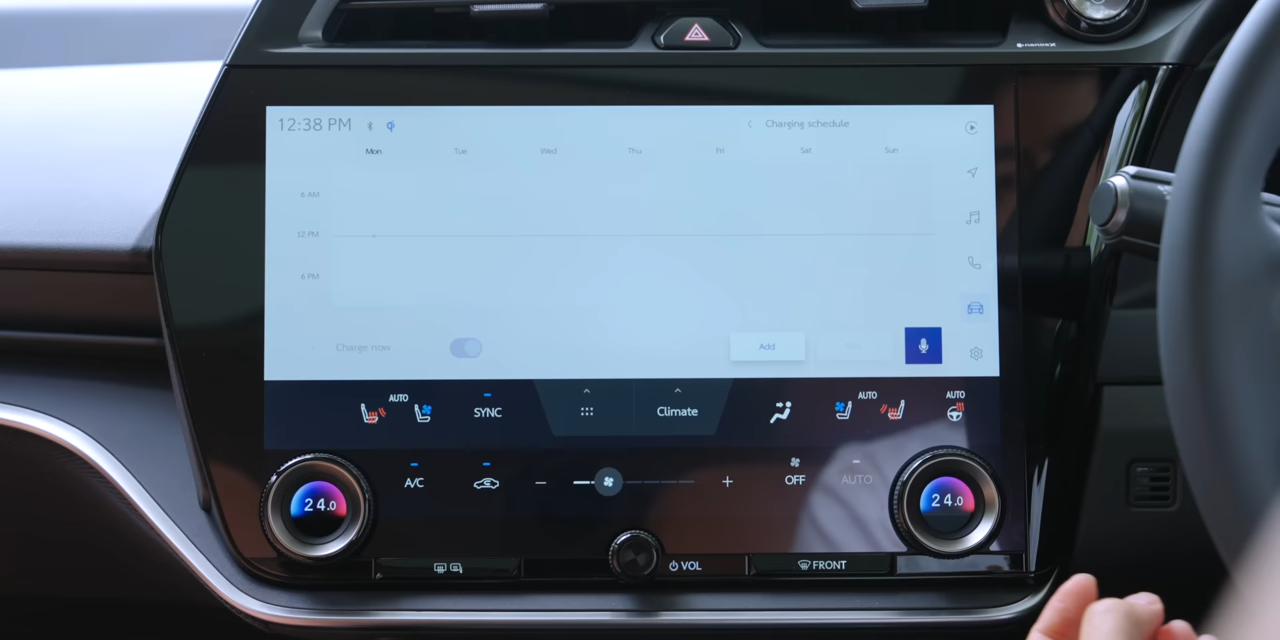 nanoeX
12:38 PM
Charging schedule
Mon Tue Wed Thu Fri Sat Sun
6 AM
12 PM
6 PM
Charge now
Add
AUTO
SYNC
Climate
AUTO
AUTO
A/C
OFF
AUTO
24.0
24.0
VOL
FRONT